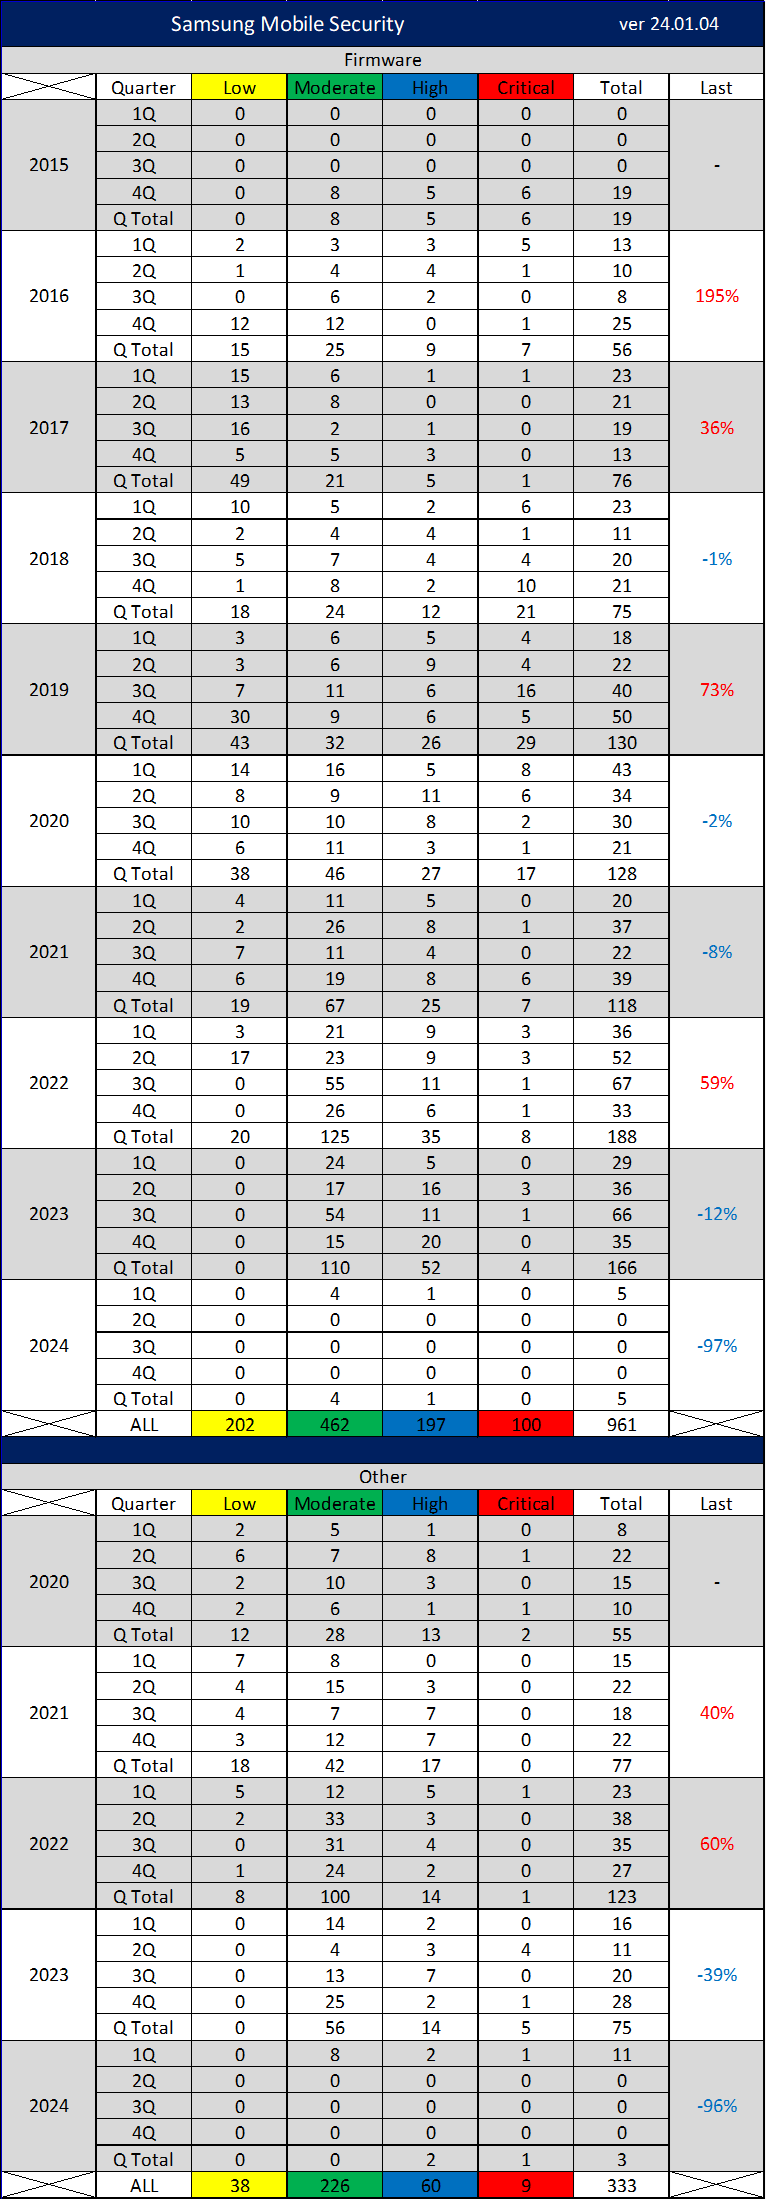 Samsung Mobile Security ver 24.01.04
Firmware
Quarter Low Moderate High Critical Total Last
1Q 0 0 0 0 0
2Q 0 0 0 0 0
2015 3Q 0 0 0 0 0 -
4Q 0 8 5 6 19
Q Total 0 8 5 6 19
1Q 2 3 3 5 13
2Q 1 4 4 1 10
2016 3Q 0 6 2 0 8 195%
4Q 12 12 0 1 25
Q Total 15 25 9 7 56
1Q 15 6 1 1 23
2Q 13 8 0 0 21
2017 3Q 16 2 1 0 19 36%
4Q 5 5 3 0 13
Q Total 49 21 5 1 76
1Q 10 5 2 6 23
2Q 2 4 4 1 11
2018 3Q 5 7 4 4 20 -1%
4Q 1 8 2 10 21
Q Total 18 24 12 21 75
1Q 3 6 5 4 18
2Q 3 6 9 4 22
2019 3Q 7 11 6 16 40 73%
4Q 30 9 6 5 50
Q Total 43 32 26 29 130
1Q 14 16 5 8 43
2Q 8 9 11 6 34
2020 3Q 10 10 8 2 30 -2%
4Q 6 11 3 1 21
Q Total 38 46 27 17 128
1Q 4 11 5 0 20
2Q 2 26 8 1 37
2021 3Q 7 11 4 0 22 -8%
4Q 6 19 8 6 39
Q Total 19 67 25 7 118
1Q 3 21 9 3 36
2Q 17 23 9 3 52
2022 3Q 0 55 11 1 67 59%
4Q 0 26 6 1 33
Q Total 20 125 35 8 188
1Q 0 24 5 0 29
2Q 0 17 16 3 36
2023 3Q 0 54 11 1 66 -12%
4Q 0 15 20 0 35
Q Total 0 110 52 4 166
1Q 0 4 1 0 5
2Q 0 0 0 0 0
2024 3Q 0 0 0 0 0 -97%
4Q 0 0 0 0 0
Q Total 0 4 1 0 5
ALL 202 462 197 100 961
Other
Quarter Low Moderate High Critical Total Last
1Q 2 5 1 0 8
2Q 6 7 8 1 22
2020 3Q 2 10 3 0 15 -
4Q 2 6 1 1 10
Q Total 12 28 13 2 55
1Q 7 8 0 0 15
2Q 4 15 3 0 22
2021 3Q 4 7 7 0 18 40%
4Q 3 12 7 0 22
Q Total 18 42 17 0 77
1Q 5 12 5 1 23
2Q 2 33 3 0 38
2022 3Q 0 31 4 0 35 60%
4Q 1 24 2 0 27
Q Total 8 100 14 1 123
1Q 0 14 2 0 16
2Q 0 4 3 4 11
2023 3Q 0 13 7 0 20 -39%
4Q 0 25 2 1 28
Q Total 0 56 14 5 75
1Q 0 8 2 1 11
2Q 0 0 0 0 0
2024 3Q 0 0 0 0 0 -96%
4Q 0 0 0 0 0
Q Total 0 0 2 1 3
ALL 38 226 60 9 333